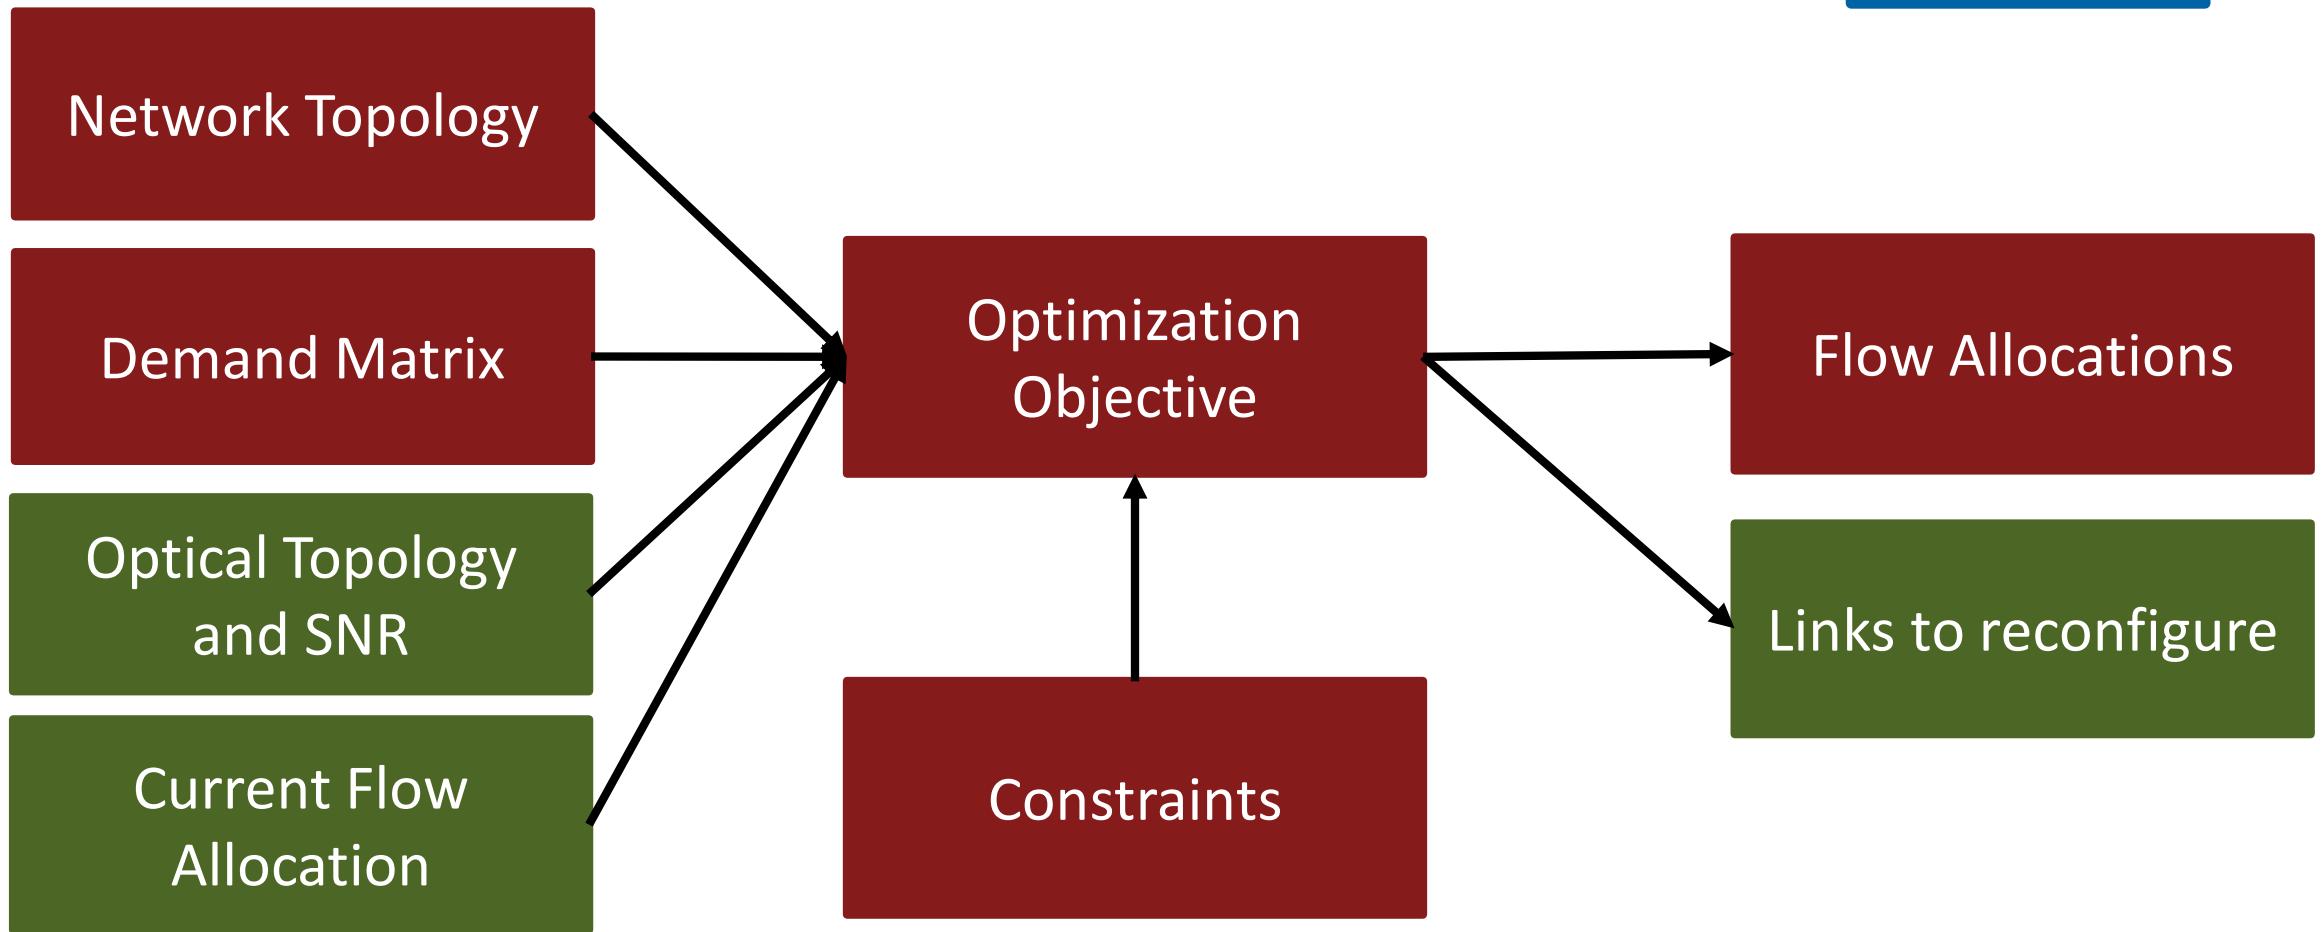 Network Topology
Demand Matrix
Optical Topology
and SNR
Current Flow
Allocation
Optimization
Objective
Constraints
Flow Allocations
Links to reconfigure